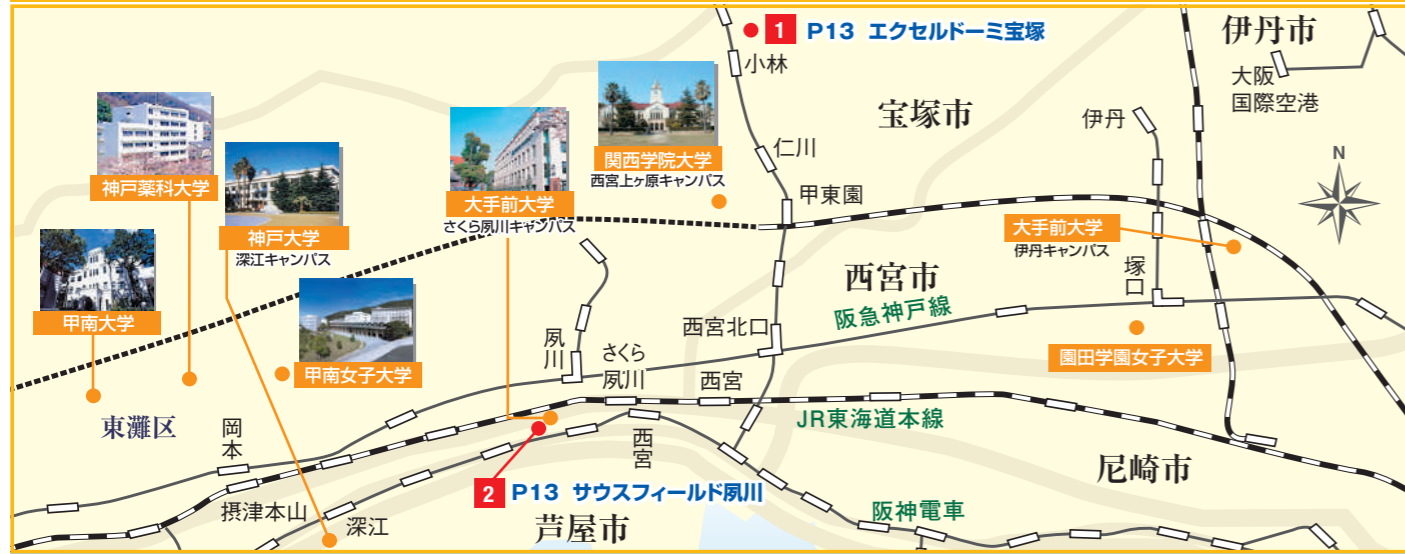 1 P13 エクセルドーミ宝塚
伊丹市
小林
大阪
国際空港
宝塚市
伊丹
関西学院大学
西宮上ヶ原キャンパス
仁川
N
神戸薬科大学
大手前大学
さくら夙川キャンパス
甲東園
神戸大学
深江キャンパス
大手前大学
伊丹キャンパス
西宮市
塚口
甲南大学
阪急神戸線
西宮北口
夙川
さくら
夙川
西宮
園田学園女子大学
甲南女子大学
東灘区
岡本
JR東海道本線
西宮
尼崎市
2 P13 サウスフィールド夙川
摂津本山
深江
芦屋市
阪神電車